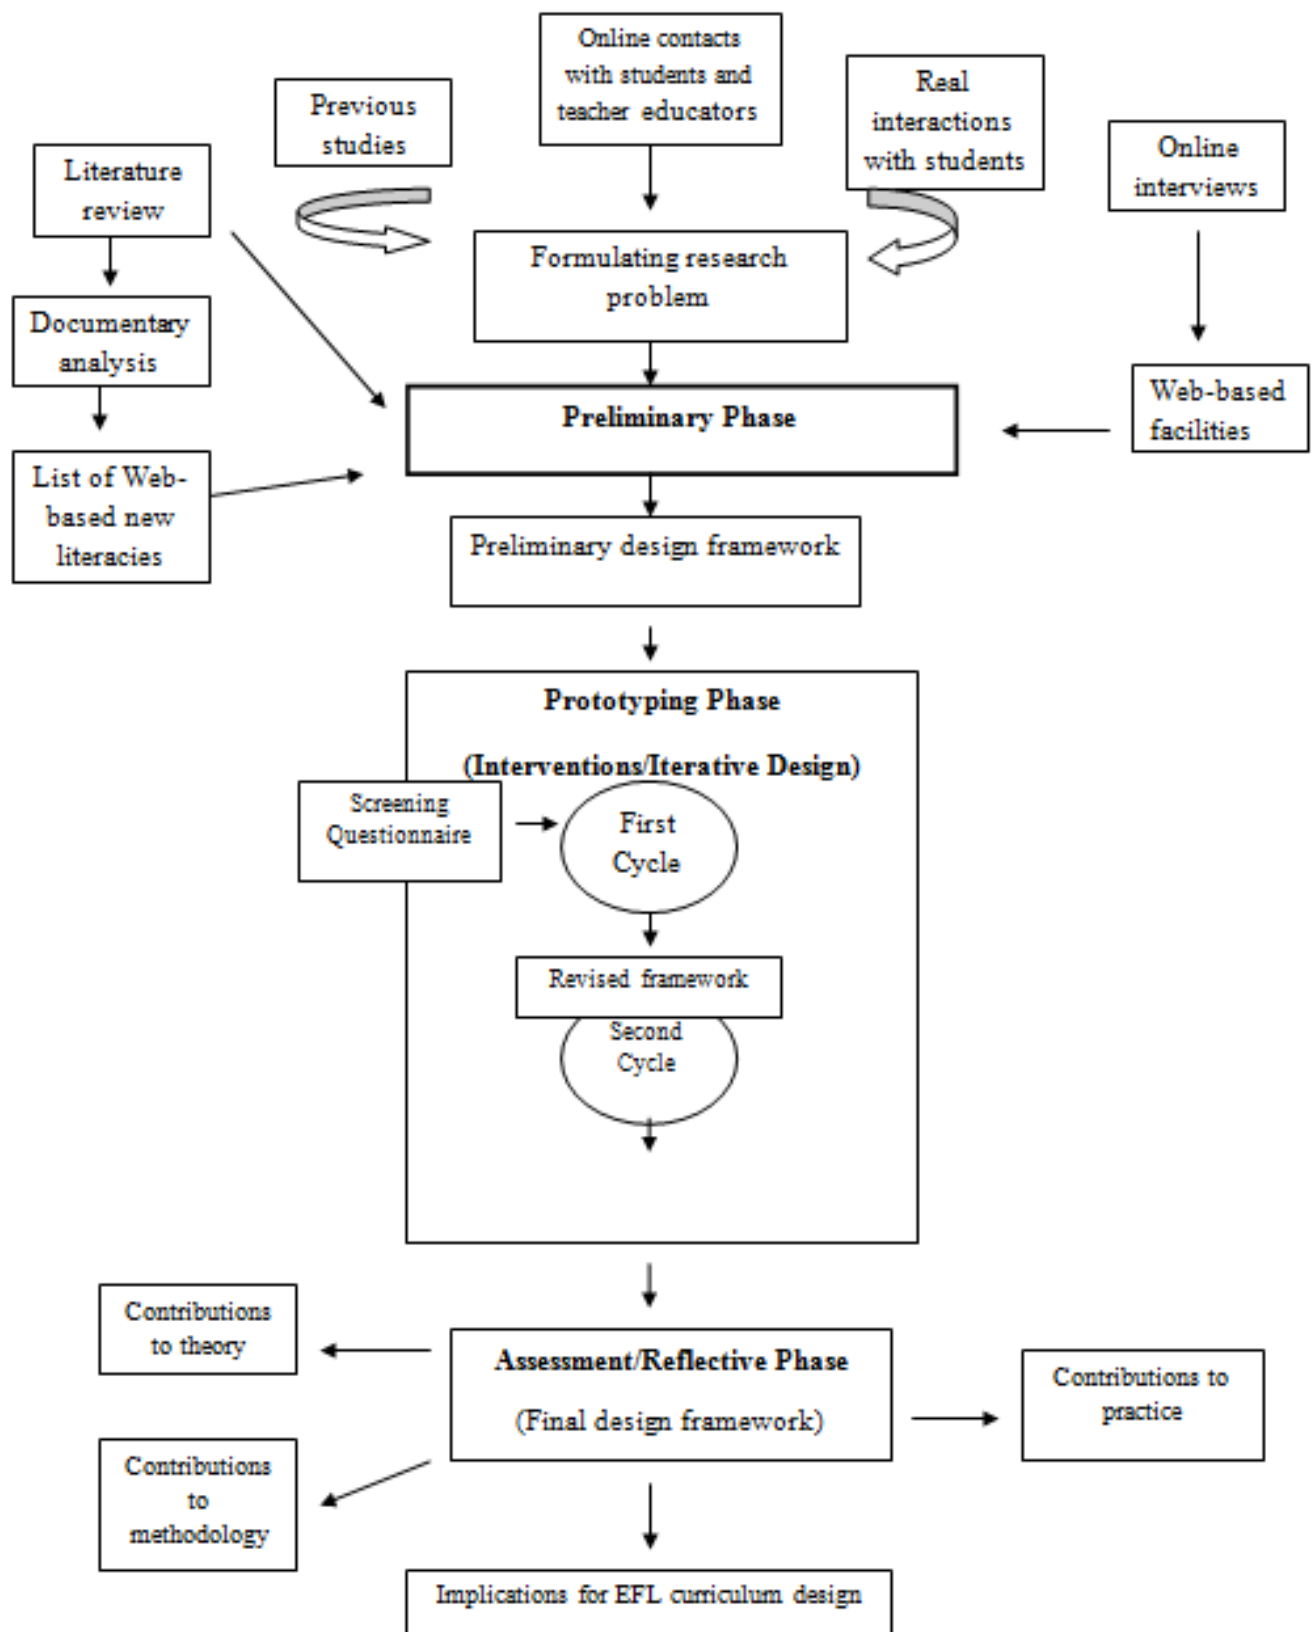 Online contacts
with students and
teacher educators
Previous
studies
Real
interactions
with students
Literature
review
Online
interviews
Formulating research
problem
Documentary
analysis
Web-based
facilities
Preliminary Phase
List of Web-
based new
literacies
Preliminary design framework
Prototyping Phase
(Interventions/Iterative Design)
Screening
Questionnaire
First
Cycle
Revised framework
Second
Cycle
Contributions
to theory
Assessment/Reflective Phase
(Final design framework)
Contributions to
practice
Contributions
to
methodology
Implications for EFL curriculum design